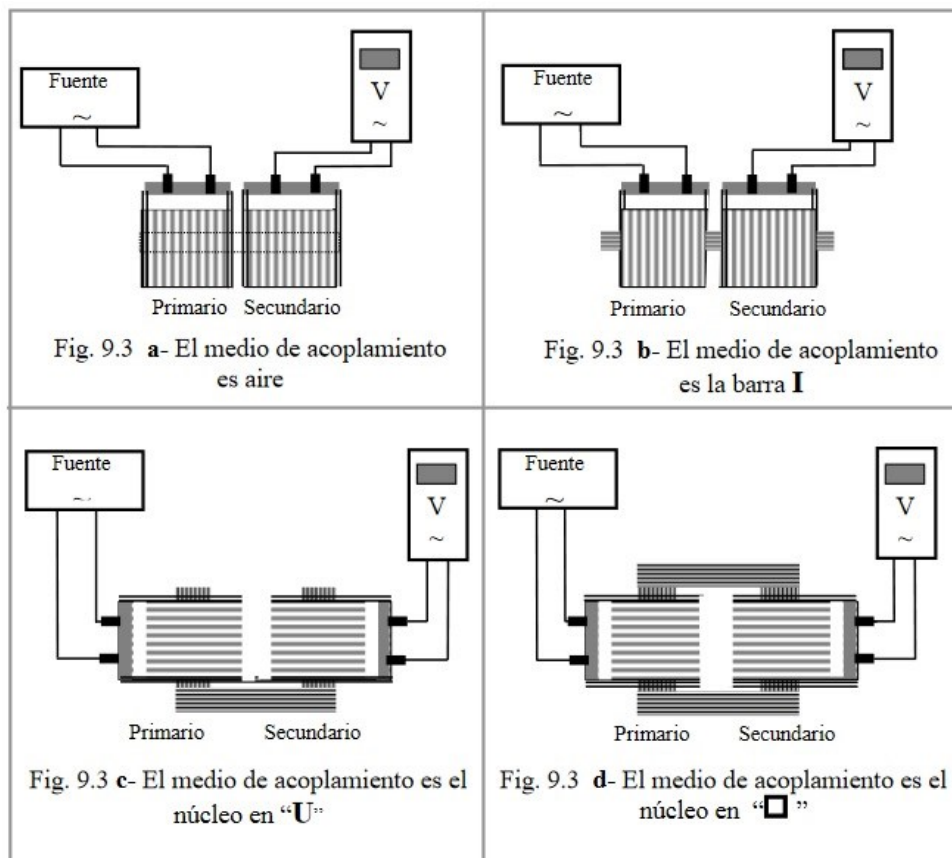 Fuente
~
V
~
Primario Secundario
Fig. 9.3 a- El medio de acoplamiento
es aire
Fuente
~
V
~
Primario Secundario
Fig. 9.3 b- El medio de acoplamiento
es la barra I
Fuente
~
V
~
Primario Secundario
Fig. 9.3 c- El medio de acoplamiento es el
núcleo en “U”
Fuente
~
V
~
Primario Secundario
Fig. 9.3 d- El medio de acoplamiento es el
núcleo en “□ ”